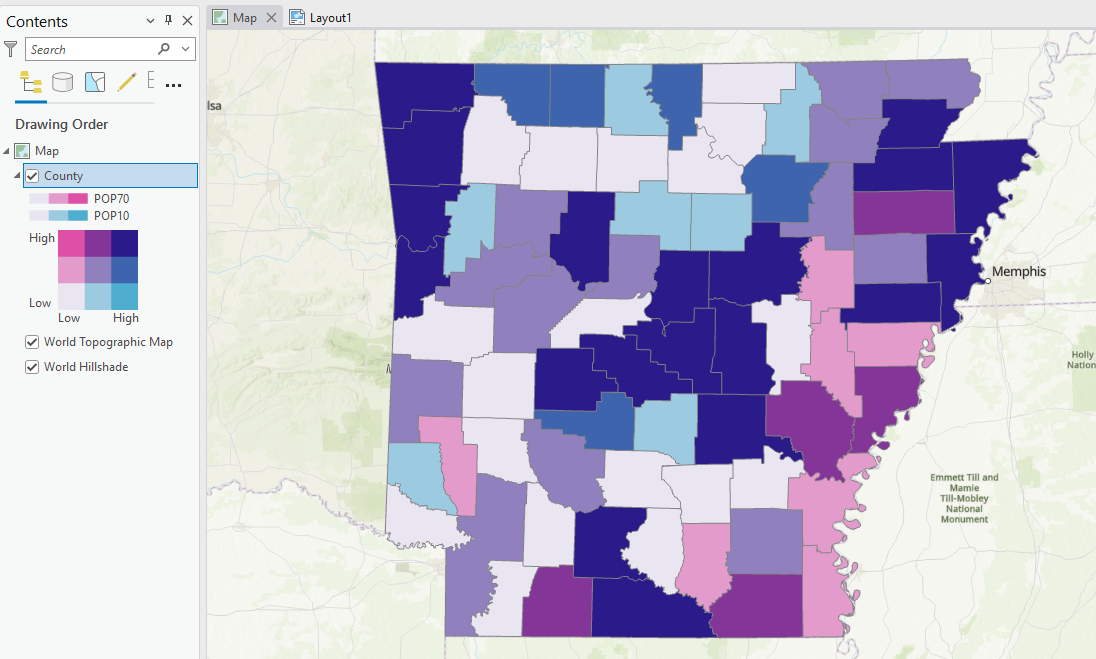 Contents
Search
Drawing Order
Map
County
POP70
POP10
High
Low
Low High
World Topographic Map
World Hillshade
Map Layout1
lsa
Memphis
Holly
Nation
Emmett Till and
Mamie
Till-Mobley
National
Monument